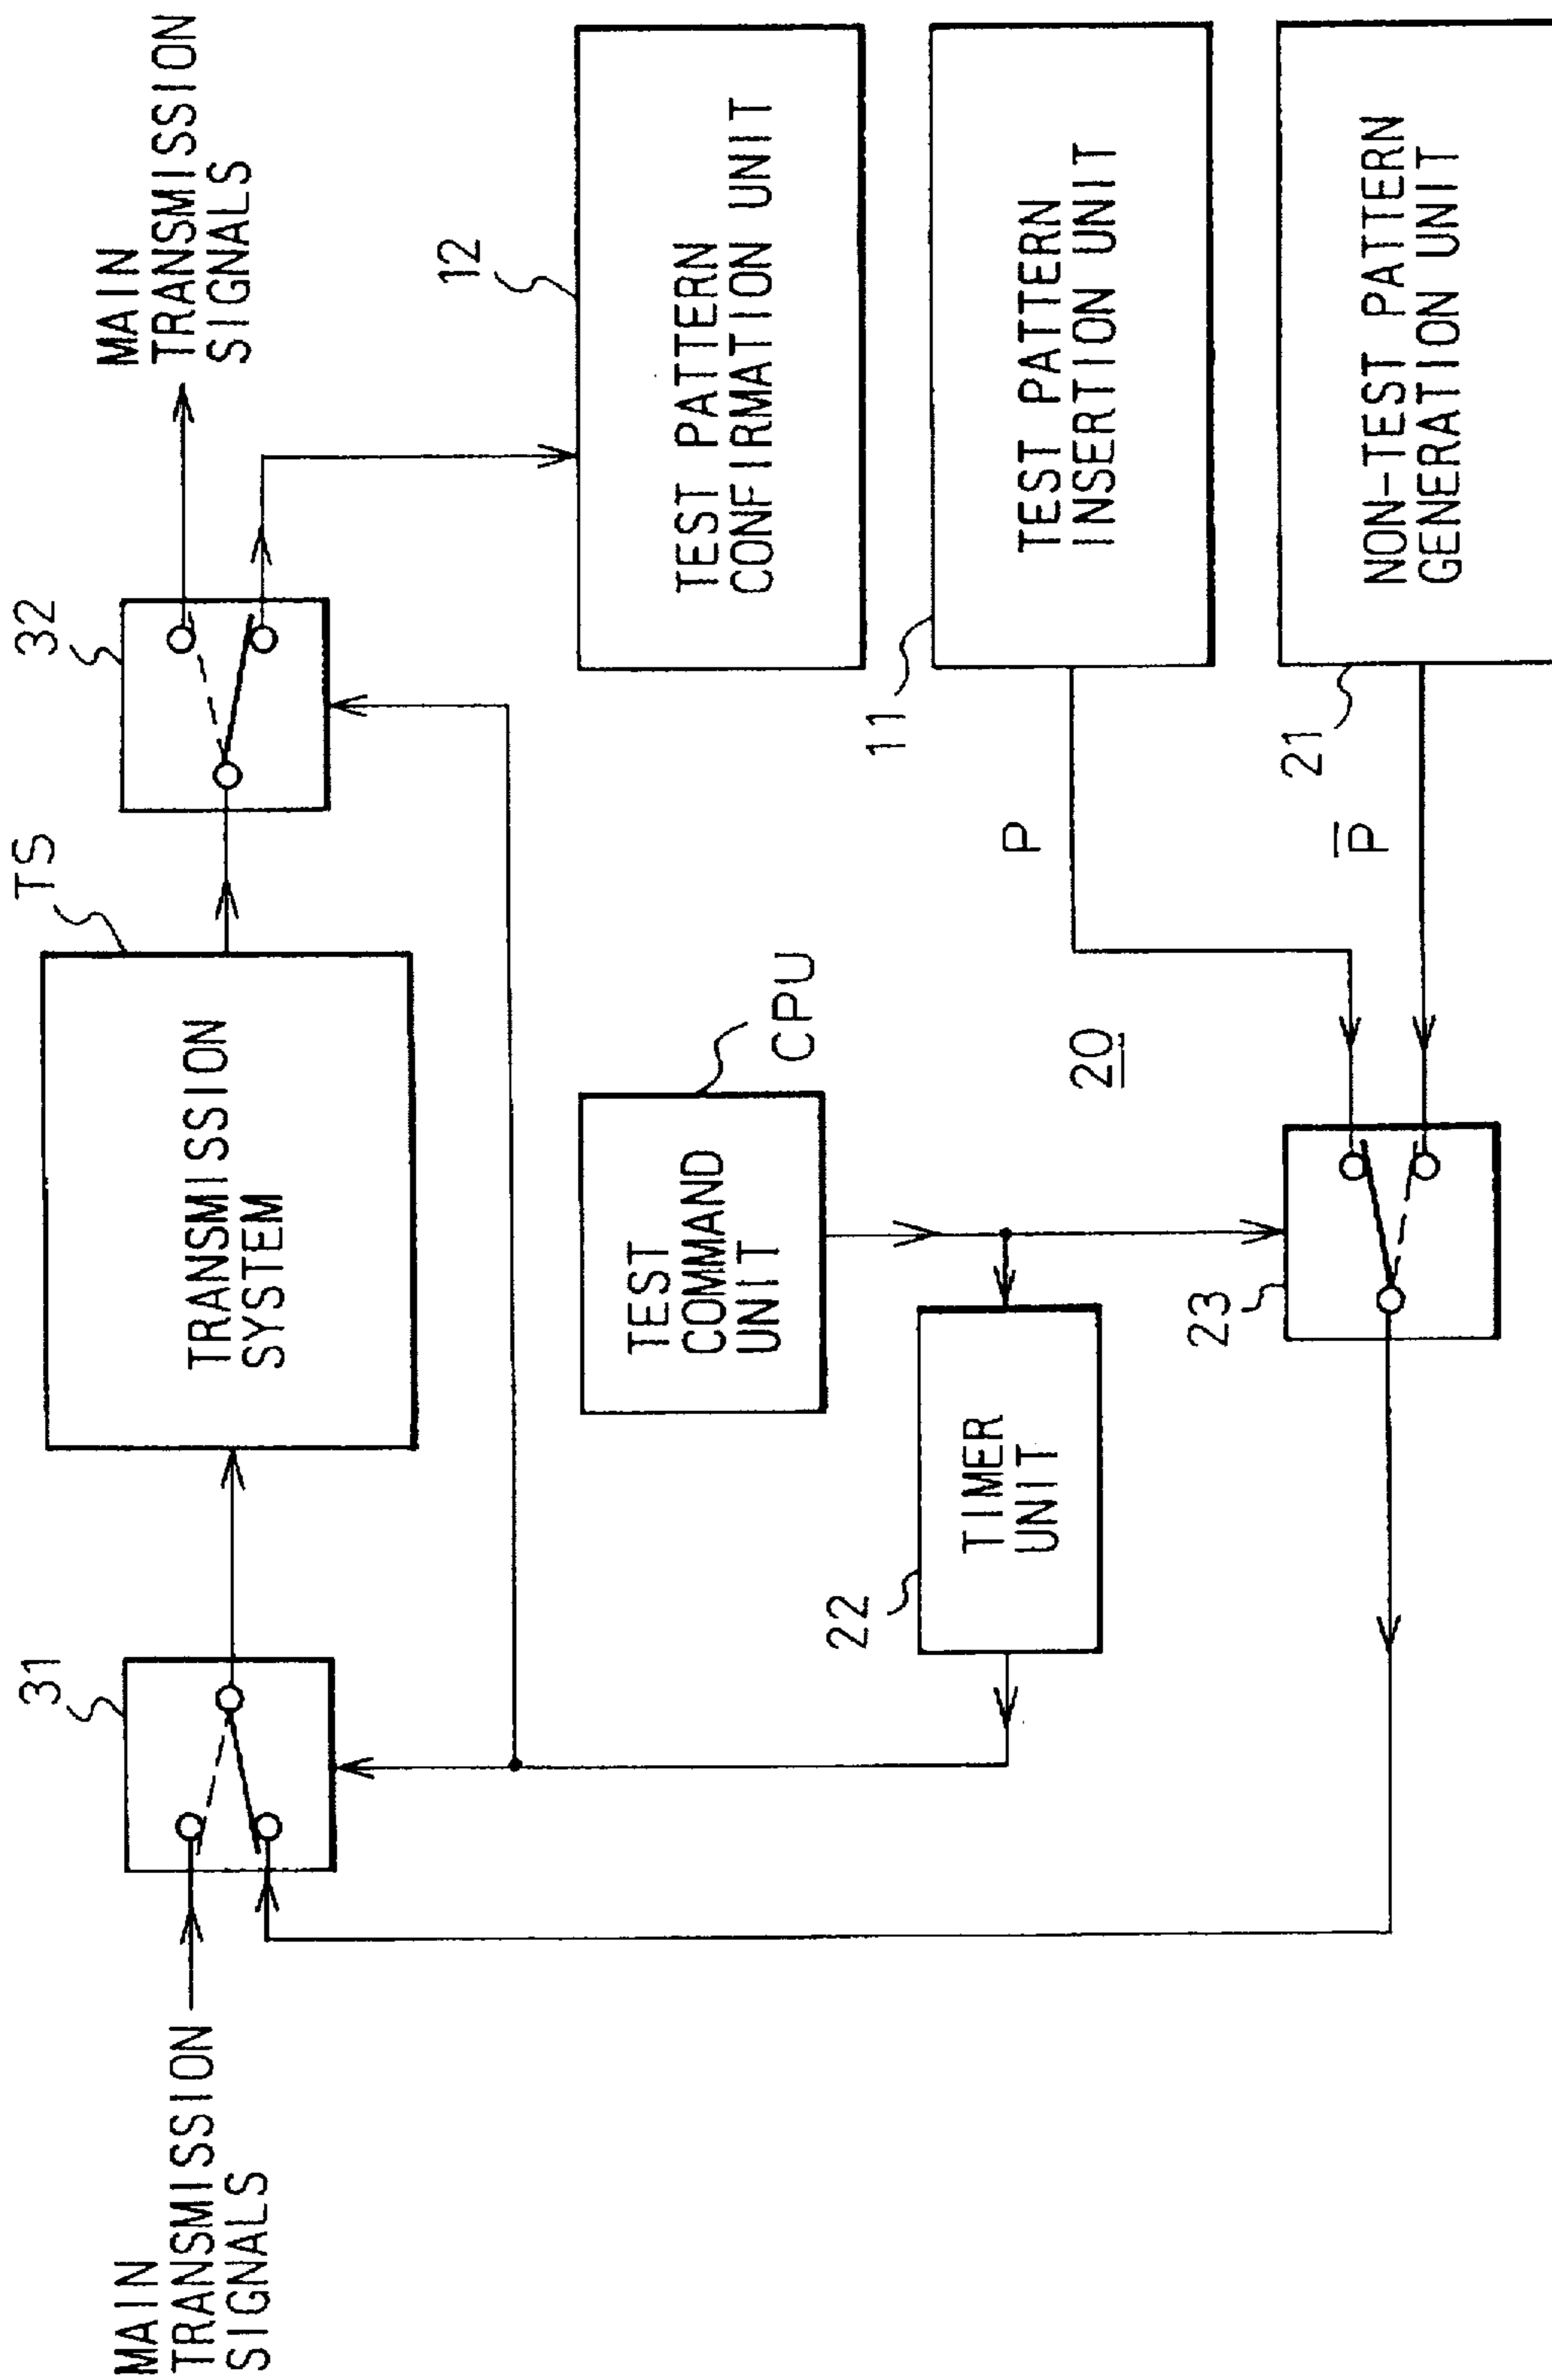 MAIN
TRANSMISSION
SIGNALS
31
TRANSMISSION
SYSTEM
TS
32
MAIN
TRANSMISSION
SIGNALS
12
TEST PATTERN
CONFIRMATION UNIT
TEST
COMMAND
UNIT
CPU
22
TIMER
UNIT
20
P
11
TEST PATTERN
INSERTION UNIT
23
P̅
21
NON-TEST PATTERN
GENERATION UNIT